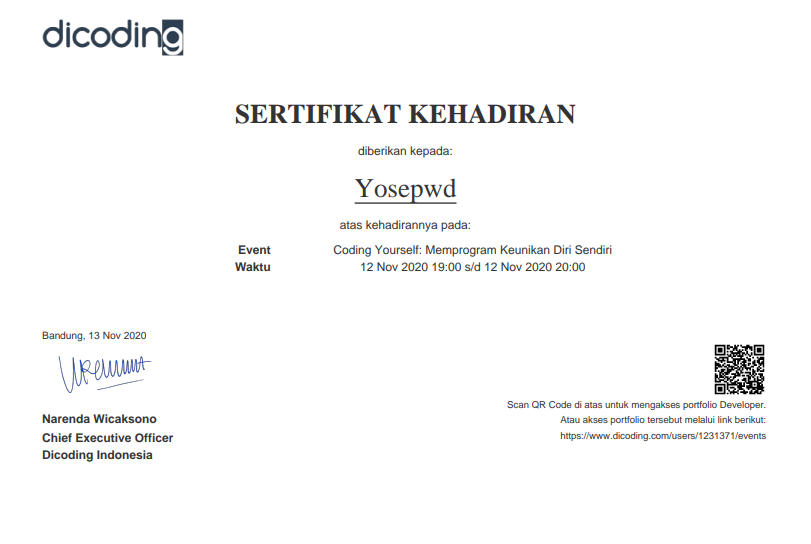 dicoding
SERTIFIKAT KEHADIRAN
diberikan kepada:
Yosepwd
atas kehadirannya pada:
Event Coding Yourself: Memprogram Keunikan Diri Sendiri
Waktu 12 Nov 2020 19:00 s/d 12 Nov 2020 20:00
Bandung, 13 Nov 2020
Narenda Wicaksono
Chief Executive Officer
Dicoding Indonesia
Scan QR Code di atas untuk mengakses portfolio Developer.
Atau akses portfolio tersebut melalui link berikut:
https://www.dicoding.com/users/1231371/events